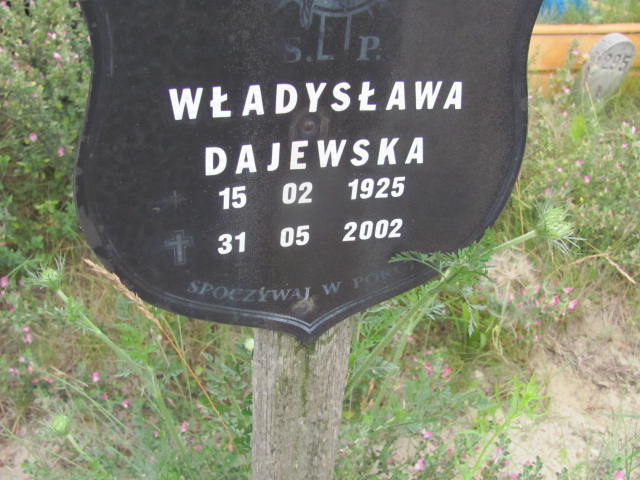 Ś. P.
WŁADYSŁAWA
DAJEWSKA
15 02 1925
31 05 2002
SPOCZYWAJ W